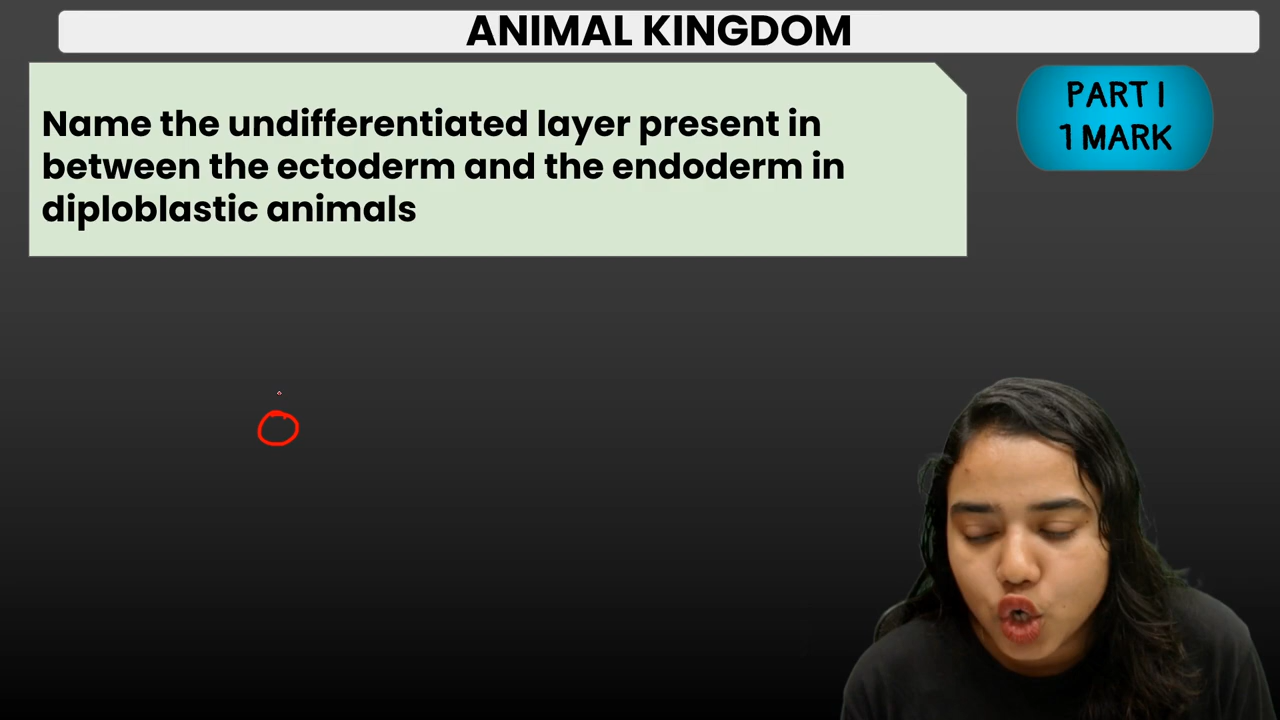 ANIMAL KINGDOM
Name the undifferentiated layer present in
between the ectoderm and the endoderm in
diploblastic animals
PART I
1 MARK